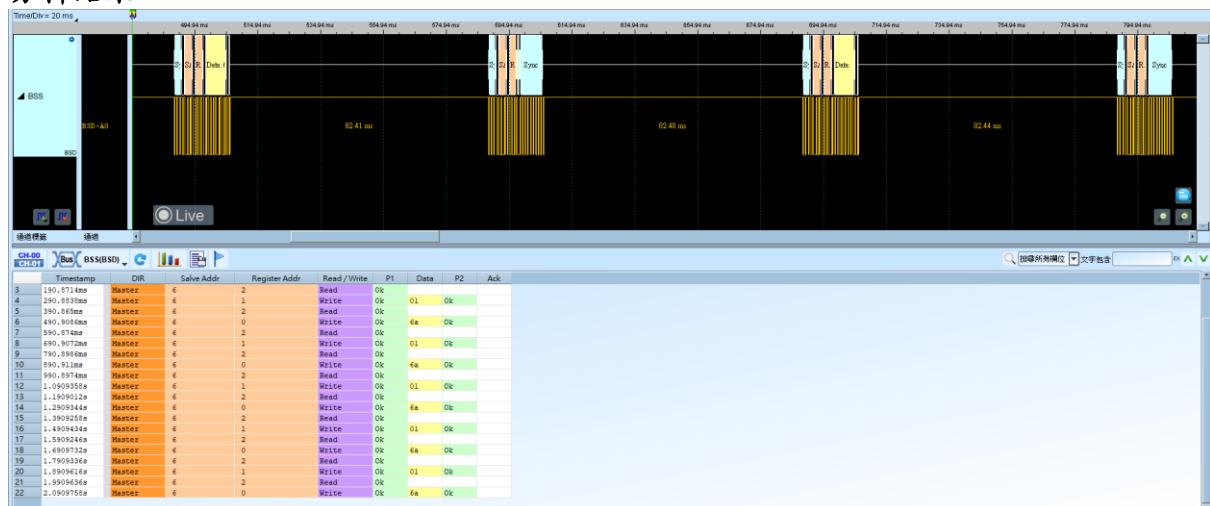 Time/Div = 20 ms
494.94 ms 514.94 ms 534.94 ms 554.94 ms 574.94 ms 594.94 ms 614.94 ms 634.94 ms 654.94 ms 674.94 ms 694.94 ms 714.94 ms 734.94 ms 754.94 ms 774.94 ms 794.94 ms
R. Data: R Sync R. Data: R. Sync
BSS
BSD-A0 82.41 ms 82.48 ms 82.44 ms
BSD
Live
通道標籤 通道
CH-00 CH-01 Bus BSS(BSD) 搜尋所有欄位 文字包含
Timestamp DIR Salve Addr Register Addr Read / Write P1 Data P2 Ack
3 190.8714ms Master 6 2 Read Ok
4 290.8838ms Master 6 1 Write Ok 01 Ok
5 390.865ms Master 6 2 Read Ok
6 490.9086ms Master 6 0 Write Ok 6a Ok
7 590.874ms Master 6 2 Read Ok
8 690.9072ms Master 6 1 Write Ok 01 Ok
9 790.8986ms Master 6 2 Read Ok
10 890.911ms Master 6 0 Write Ok 6a Ok
11 990.8974ms Master 6 2 Read Ok
12 1.0909358s Master 6 1 Write Ok 01 Ok
13 1.1909012s Master 6 2 Read Ok
14 1.2909344s Master 6 0 Write Ok 6a Ok
15 1.3909258s Master 6 2 Read Ok
16 1.4909434s Master 6 1 Write Ok 01 Ok
17 1.5909246s Master 6 2 Read Ok
18 1.6909732s Master 6 0 Write Ok 6a Ok
19 1.7909336s Master 6 2 Read Ok
20 1.8909616s Master 6 1 Write Ok 01 Ok
21 1.9909636s Master 6 2 Read Ok
22 2.0909758s Master 6 0 Write Ok 6a Ok